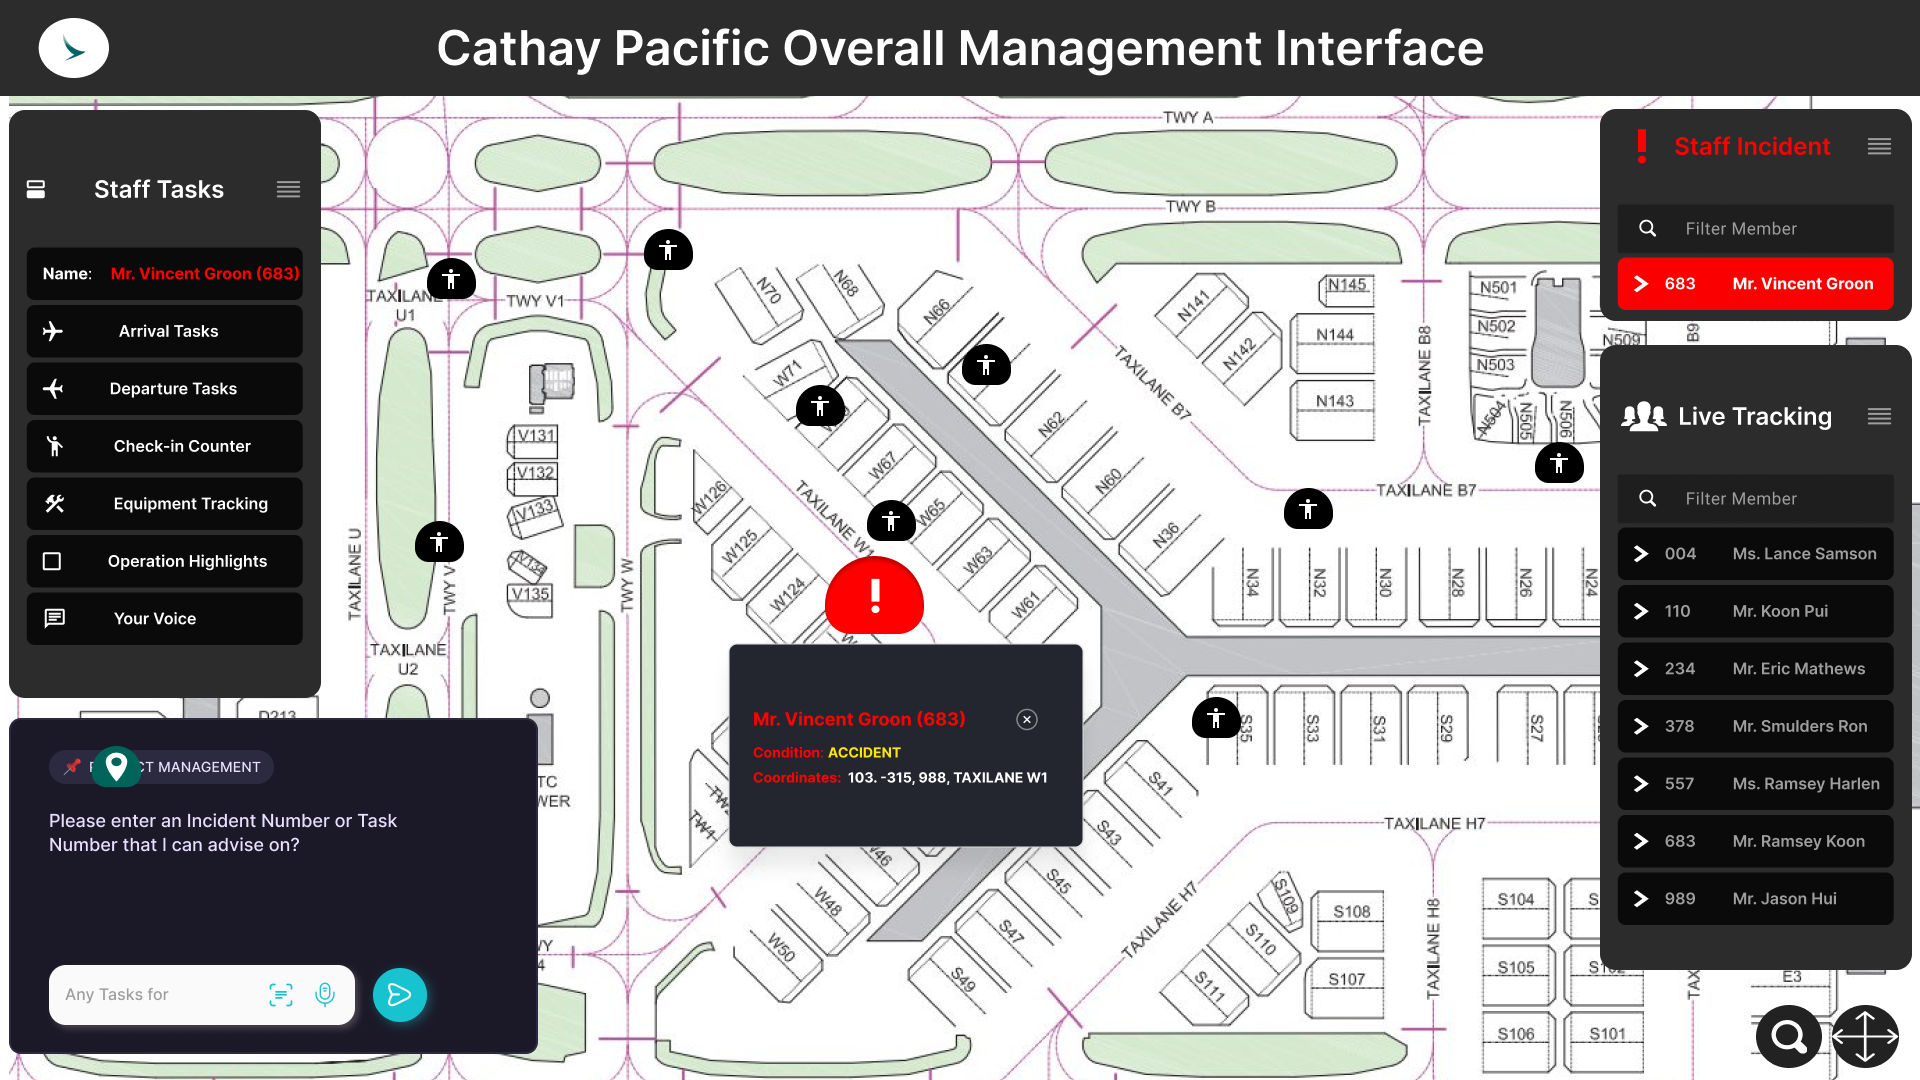 Cathay Pacific Overall Management Interface
Staff Tasks
Name: Mr. Vincent Groon (683)
Arrival Tasks
Departure Tasks
Check-in Counter
Equipment Tracking
Operation Highlights
Your Voice
CT MANAGEMENT
Please enter an Incident Number or Task
Number that I can advise on?
Any Tasks for
Staff Incident
Filter Member
683 Mr. Vincent Groon
Live Tracking
Filter Member
004 Ms. Lance Samson
110 Mr. Koon Pui
234 Mr. Eric Mathews
378 Mr. Smulders Ron
557 Ms. Ramsey Harlen
683 Mr. Ramsey Koon
989 Mr. Jason Hui
Mr. Vincent Groon (683)
Condition: ACCIDENT
Coordinates: 103. -315, 988, TAXILANE W1
TWY A
TWY B
TAXILANE
U1
TWY V1
N70
N68
N66
N141
N142
N145
N144
N143
TAXILANE B8
N501
N502
N503
N504
N505
N506
N509
B9
TAXILANE B7
TAXILANE B7
W71
N62
N60
N36
W67
W65
W63
W61
TAXILANE W1
W126
W125
W124
V131
V132
V133
V134
V135
TAXILANE U
TWY V
TWY W
TAXILANE
U2
N34
N32
N30
N28
N26
N24
D213
S35
S33
S31
S29
S27
S41
S43
S45
S47
S49
W46
W48
W50
TW4
TAXILANE H7
TAXILANE H7
TAXILANE H8
S109
S110
S111
S108
S107
S104
S105
S106
S101
E3